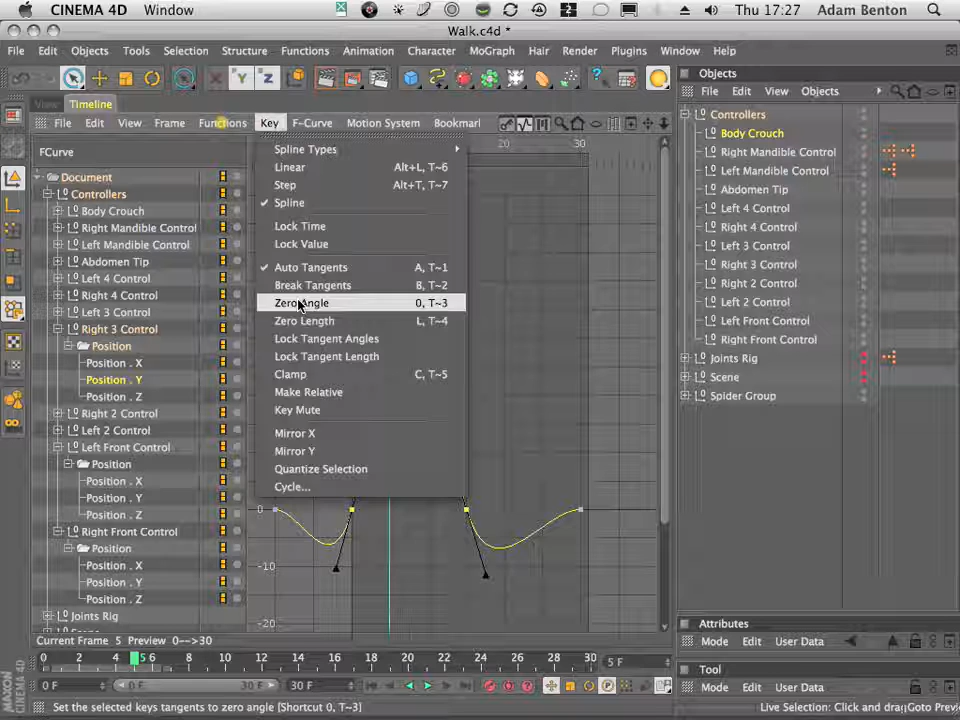 CINEMA 4D Window Thu 17:27 Adam Benton
Walk.c4d *
File Edit Objects Tools Selection Structure Functions Animation Character MoGraph Hair Render Plugins Window Help
View Timeline
File Edit View Frame Functions Key F-Curve Motion System Bookmark
FCurve
Document
Controllers
Body Crouch
Right Mandible Control
Left Mandible Control
Abdomen Tip
Left 4 Control
Right 4 Control
Left 3 Control
Right 3 Control
Position
Position . X
Position . Y
Position . Z
Right 2 Control
Left 2 Control
Left Front Control
Position
Position . X
Position . Y
Position . Z
Right Front Control
Position
Position . X
Position . Y
Position . Z
Joints Rig
Spline Types
Linear Alt+L, T~6
Step Alt+T, T~7
Spline
Lock Time
Lock Value
Auto Tangents A, T~1
Break Tangents B, T~2
Zero Angle 0, T~3
Zero Length L, T~4
Lock Tangent Angles
Lock Tangent Length
Clamp C, T~5
Make Relative
Key Mute
Mirror X
Mirror Y
Quantize Selection
Cycle...
20 30
0
-10
-20
Current Frame 5 Preview 0-->30
0 2 4 5 6 8 10 12 14 16 18 20 22 24 26 28 30 5 F
0 F 0 F 30 F 30 F
Set the selected keys tangents to zero angle [Shortcut 0, T~3]
MAXON
CINEMA 4D
Objects
File Edit View Objects
Controllers
Body Crouch
Right Mandible Control
Left Mandible Control
Abdomen Tip
Left 4 Control
Right 4 Control
Left 3 Control
Right 3 Control
Right 2 Control
Left 2 Control
Left Front Control
Right Front Control
Joints Rig
Scene
Spider Group
Attributes
Mode Edit User Data
Tool
Mode Edit User Data
Live Selection: Click and drag
Goto Prev